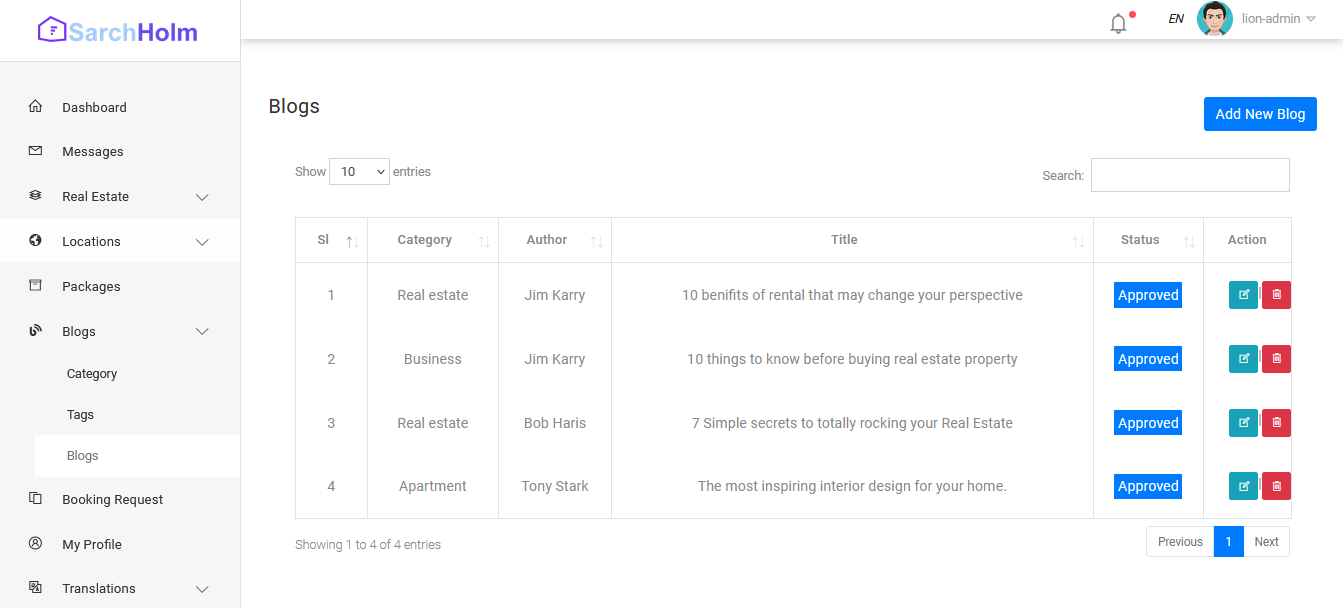 SarchHolm
EN lion-admin
Dashboard
Messages
Real Estate
Locations
Packages
Blogs
Category
Tags
Blogs
Booking Request
My Profile
Translations
Blogs
Add New Blog
Show 10 entries
Search:
Sl Category Author Title Status Action
1 Real estate Jim Karry 10 benifits of rental that may change your perspective Approved
2 Business Jim Karry 10 things to know before buying real estate property Approved
3 Real estate Bob Haris 7 Simple secrets to totally rocking your Real Estate Approved
4 Apartment Tony Stark The most inspiring interior design for your home. Approved
Showing 1 to 4 of 4 entries
Previous 1 Next